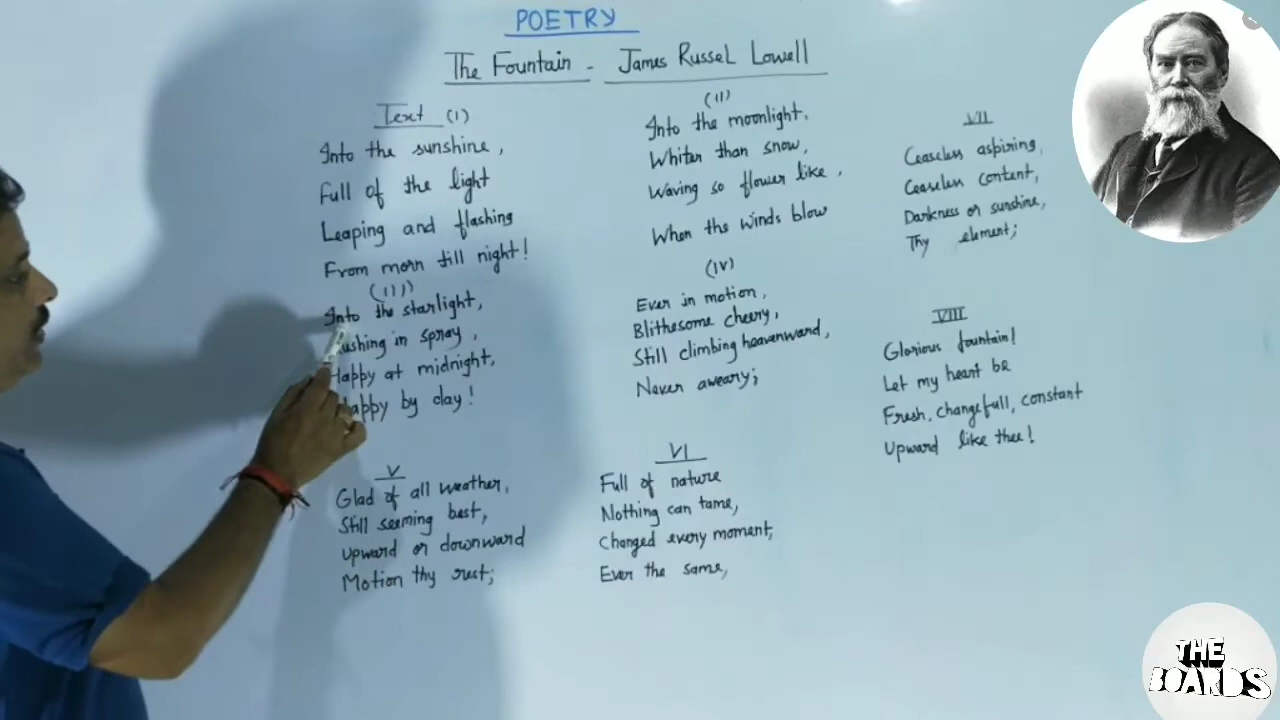 POETRY
The Fountain - James Russel Lowell
Text (I)
Into the sunshine,
Full of the light
Leaping and flashing
From morn till night!
(II)
Into the moonlight,
Whiter than snow,
Waving so flower like,
When the winds blow
(III)
Into the starlight,
Rushing in spray,
Happy at midnight,
Happy by day!
(IV)
Ever in motion,
Blithesome cheery,
Still climbing heavenward,
Never aweary;
V
Glad of all weather,
Still seeming best,
Upward or downward
Motion thy rest;
VI
Full of nature
Nothing can tame,
Changed every moment,
Ever the same,
VII
Ceaseless aspiring,
Ceaseless content,
Darkness or sunshine,
Thy element;
VIII
Glorious fountain!
Let my heart be
Fresh, changefull, constant
Upward like thee!
THE
BOARDS